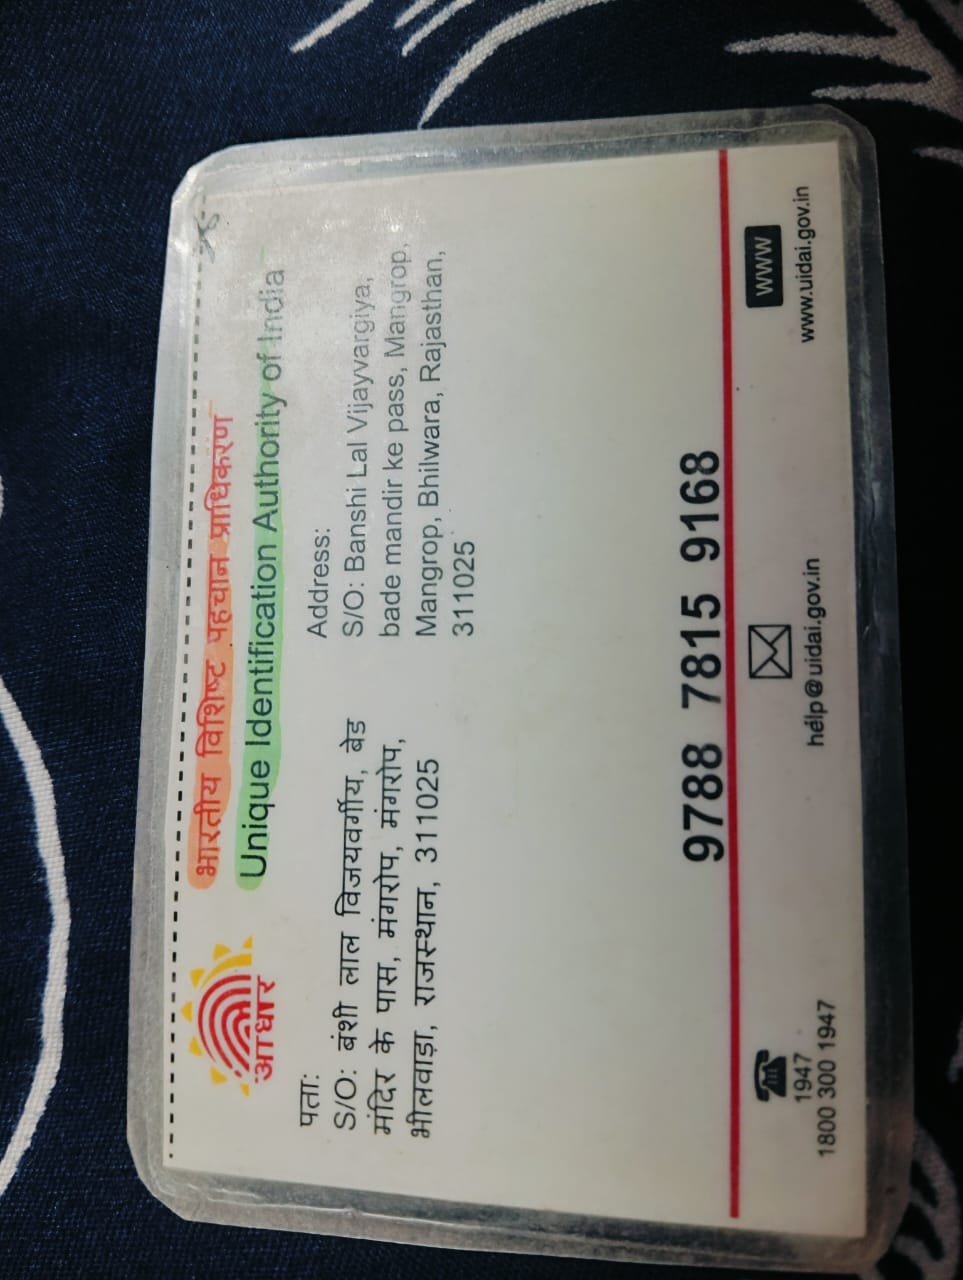 भारतीय विशिष्ट पहचान प्राधिकरण
Unique Identification Authority of India
आधार
पता:
S/O: बंशी लाल विजयवर्गीय, बेड
मंदिर के पास, मंगरोप, मंगरोप,
भीलवाड़ा, राजस्थान, 311025
Address:
S/O: Banshi Lal Vijayvargiya,
bade mandir ke pass, Mangrop,
Mangrop, Bhilwara, Rajasthan,
311025
9788 7815 9168
1947
1800 300 1947
help@uidai.gov.in
WWW
www.uidai.gov.in